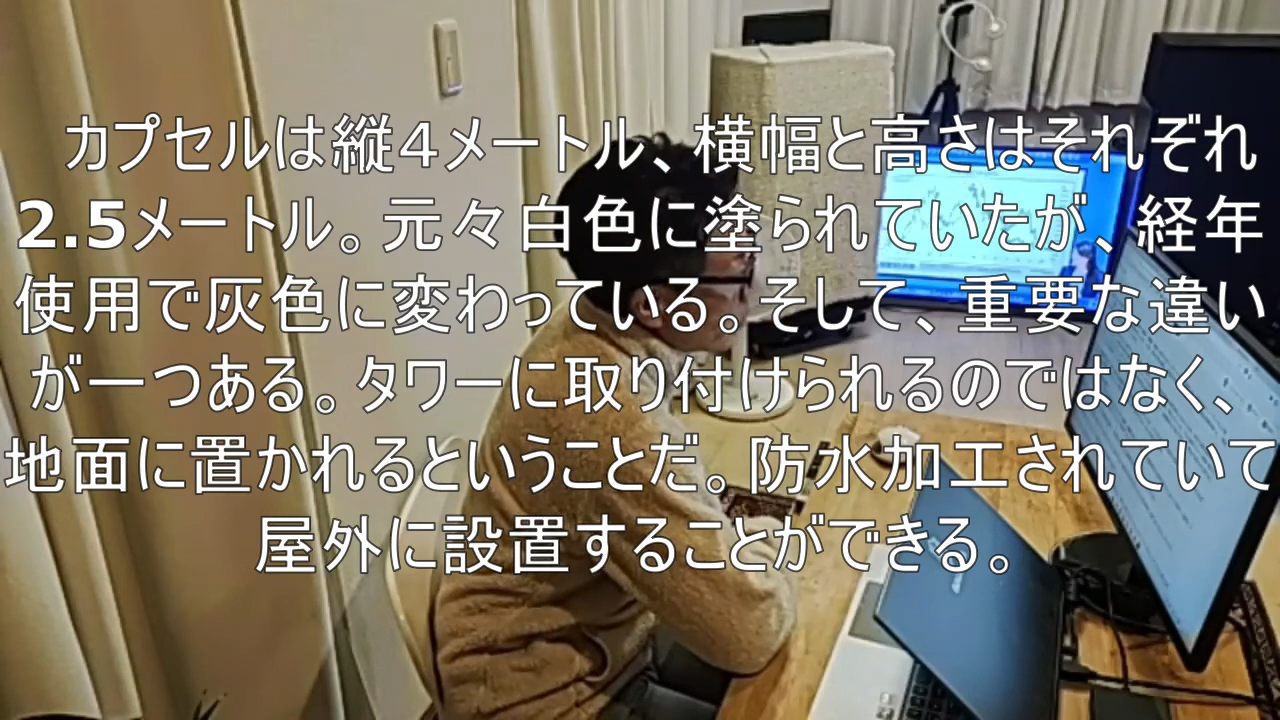 カプセルは縦4メートル、横幅と高さはそれぞれ
2.5メートル。元々白色に塗られていたが、経年
使用で灰色に変わっている。そして、重要な違い
が一つある。タワーに取り付けられるのではなく、
地面に置かれるということだ。防水加工されていて
屋外に設置することができる。